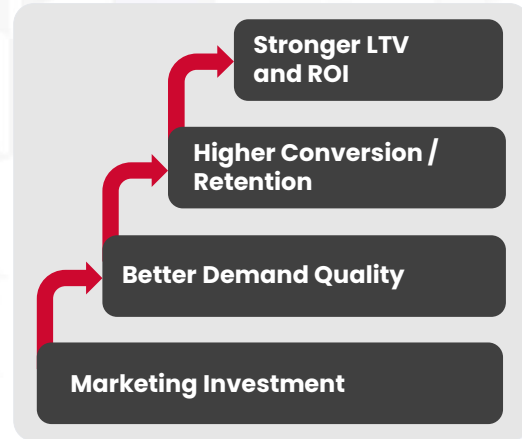 Stronger LTV
and ROI
Higher Conversion /
Retention
Better Demand Quality
Marketing Investment